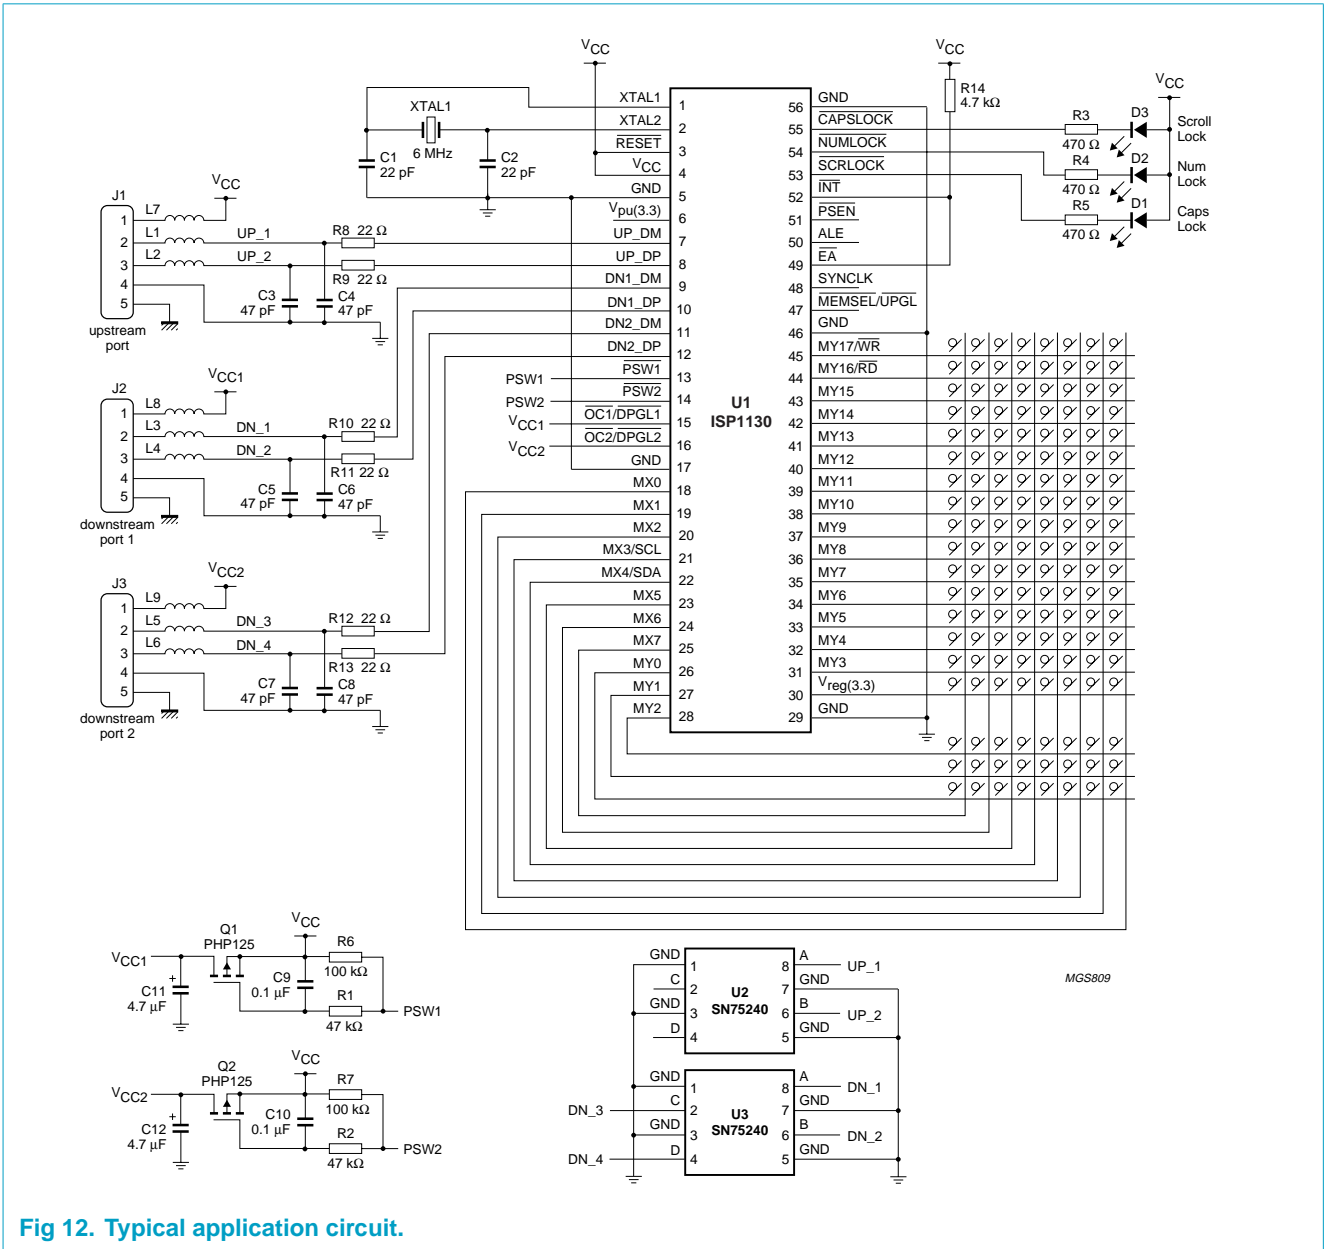 VCC
VCC
VCC
XTAL1
6 MHz
C1
22 pF
C2
22 pF
R14
4.7 kΩ
XTAL1 1
XTAL2 2
RESET 3
VCC 4
GND 5
Vpu(3.3) 6
UP_DM 7
UP_DP 8
DN1_DM 9
DN1_DP 10
DN2_DM 11
DN2_DP 12
PSW1 PSW1 13
PSW2 PSW2 14
VCC1 OC1/DPGL1 15
VCC2 OC2/DPGL2 16
GND 17
MX0 18
MX1 19
MX2 20
MX3/SCL 21
MX4/SDA 22
MX5 23
MX6 24
MX7 25
MY0 26
MY1 27
MY2 28
U1
ISP1130
56 GND
55 CAPSLOCK
54 NUMLOCK
53 SCRLOCK
52 INT
51 PSEN
50 ALE
49 EA
48 SYNCLK
47 MEMSEL/UPGL
46 GND
45 MY17/WR
44 MY16/RD
43 MY15
42 MY14
41 MY13
40 MY12
39 MY11
38 MY10
37 MY9
36 MY8
35 MY7
34 MY6
33 MY5
32 MY4
31 MY3
30 Vreg(3.3)
29 GND
R3
470 Ω
D3
Scroll
Lock
R4
470 Ω
D2
Num
Lock
R5
470 Ω
D1
Caps
Lock
J1
VCC
1 L7
2 L1 UP_1 R8 22 Ω
3 L2 UP_2 R9 22 Ω
4
5
C3
47 pF
C4
47 pF
upstream
port
J2
VCC1
1 L8
2 L3 DN_1 R10 22 Ω
3 L4 DN_2 R11 22 Ω
4
5
C5
47 pF
C6
47 pF
downstream
port 1
J3
VCC2
1 L9
2 L5 DN_3 R12 22 Ω
3 L6 DN_4 R13 22 Ω
4
5
C7
47 pF
C8
47 pF
downstream
port 2
Q1
PHP125
VCC
VCC1
+
C11
4.7 µF
C9
0.1 µF
R6
100 kΩ
R1
47 kΩ
PSW1
Q2
PHP125
VCC
VCC2
+
C12
4.7 µF
C10
0.1 µF
R7
100 kΩ
R2
47 kΩ
PSW2
GND 1
C 2
GND 3
D 4
U2
SN75240
8 A UP_1
7 GND
6 B UP_2
5 GND
GND 1
DN_3 C 2
GND 3
DN_4 D 4
U3
SN75240
8 A DN_1
7 GND
6 B DN_2
5 GND
MGS809
Fig 12. Typical application circuit.